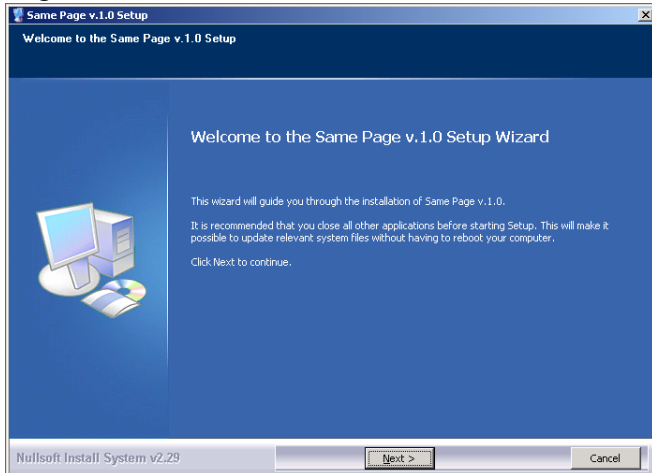 Same Page v.1.0 Setup
Welcome to the Same Page v.1.0 Setup
Welcome to the Same Page v.1.0 Setup Wizard
This wizard will guide you through the installation of Same Page v.1.0.
It is recommended that you close all other applications before starting Setup. This will make it
possible to update relevant system files without having to reboot your computer.
Click Next to continue.
Nullsoft Install System v2.29
Next >
Cancel